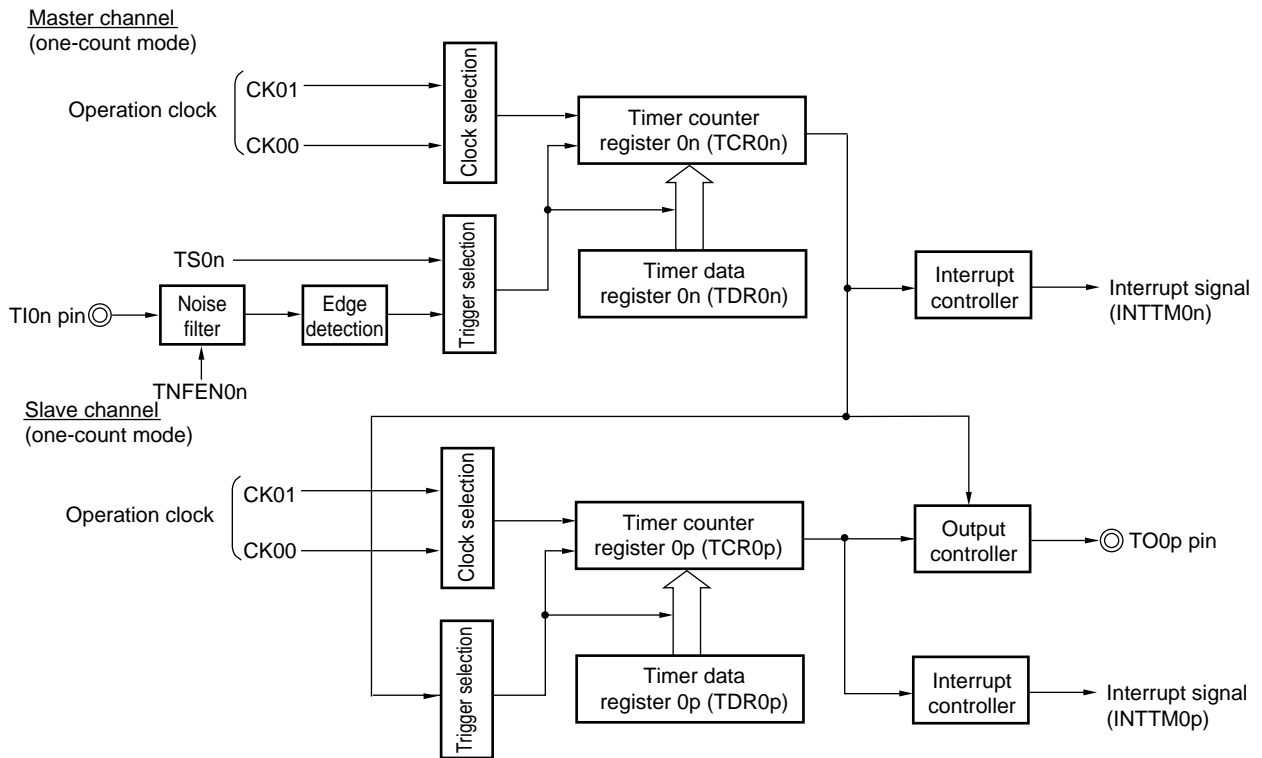 Master channel
(one-count mode)
Operation clock
CK01
CK00
Clock selection
Timer counter
register 0n (TCR0n)
TS0n
TI0n pin
Noise
filter
Edge
detection
Trigger selection
Timer data
register 0n (TDR0n)
Interrupt
controller
Interrupt signal
(INTTM0n)
TNFEN0n
Slave channel
(one-count mode)
Operation clock
CK01
CK00
Clock selection
Timer counter
register 0p (TCR0p)
Output
controller
TO0p pin
Trigger selection
Timer data
register 0p (TDR0p)
Interrupt
controller
Interrupt signal
(INTTM0p)